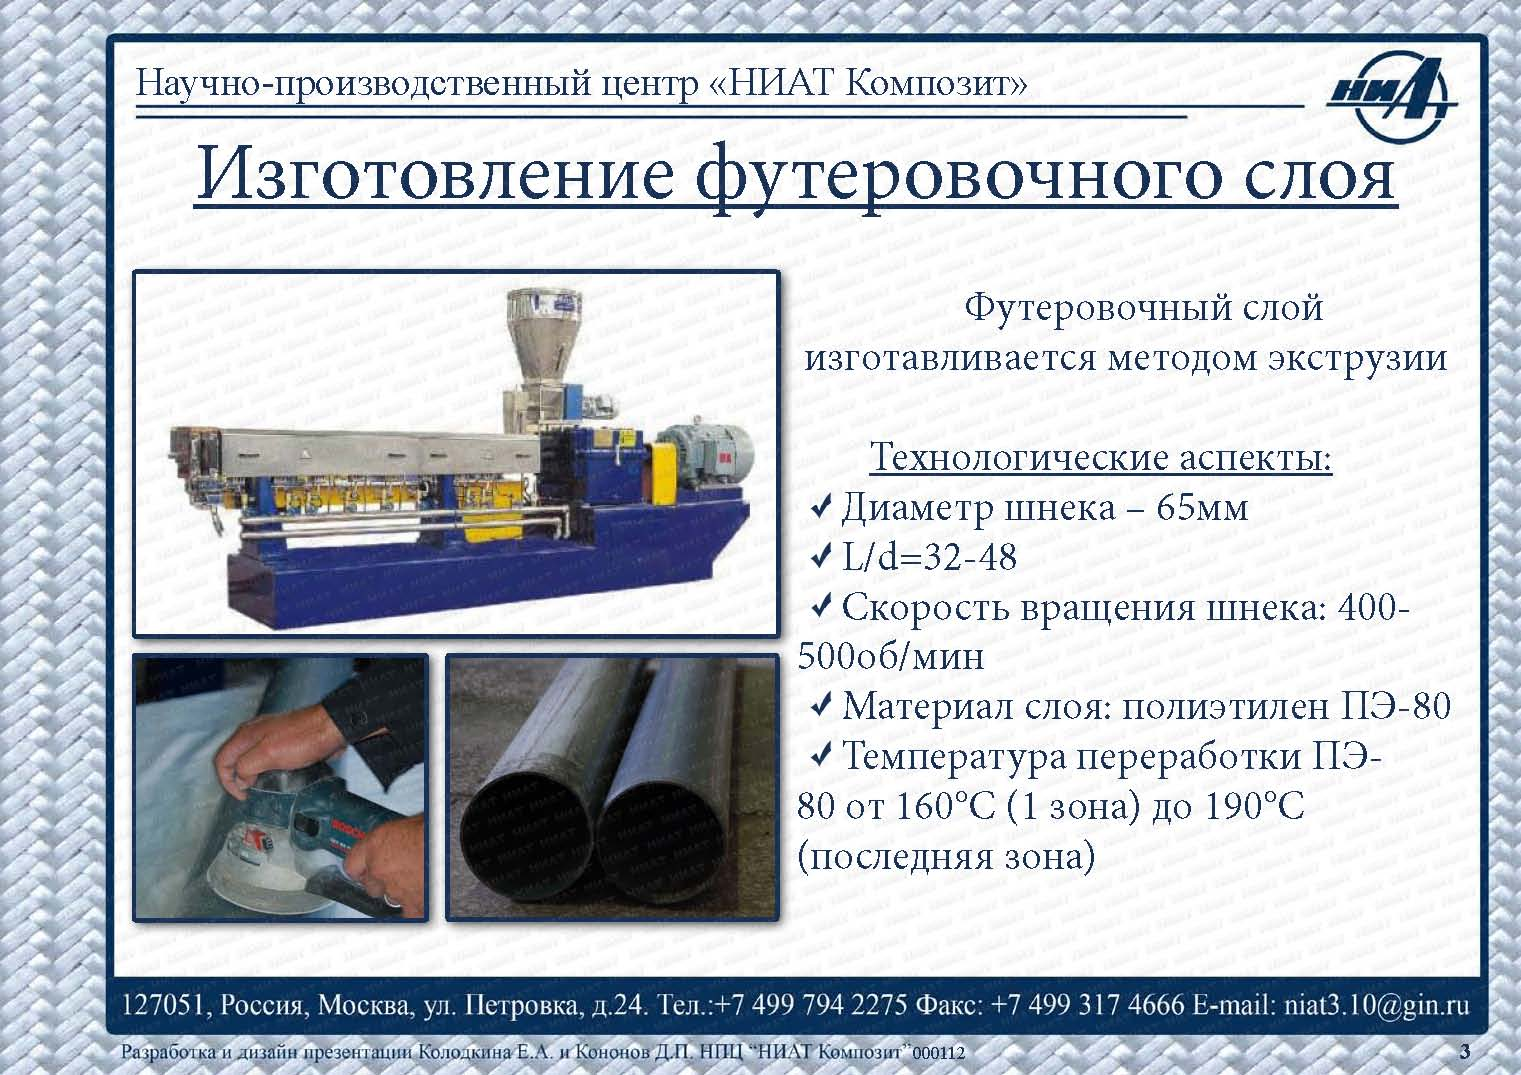 Научно-производственный центр «НИАТ Композит»
НИАТ
Изготовление футеровочного слоя
Футеровочный слой
изготавливается методом экструзии
Технологические аспекты:
Диаметр шнека – 65мм
L/d=32-48
Скорость вращения шнека: 400-
500об/мин
Материал слоя: полиэтилен ПЭ-80
Температура переработки ПЭ-
80 от 160°С (1 зона) до 190°С
(последняя зона)
BOSCH
127051, Россия, Москва, ул. Петровка, д.24. Тел.:+7 499 794 2275 Факс: +7 499 317 4666 E-mail: niat3.10@gin.ru
Разработка и дизайн презентации Колодкина Е.А. и Кононов Д.П. НПЦ “НИАТ Композит”000112
3